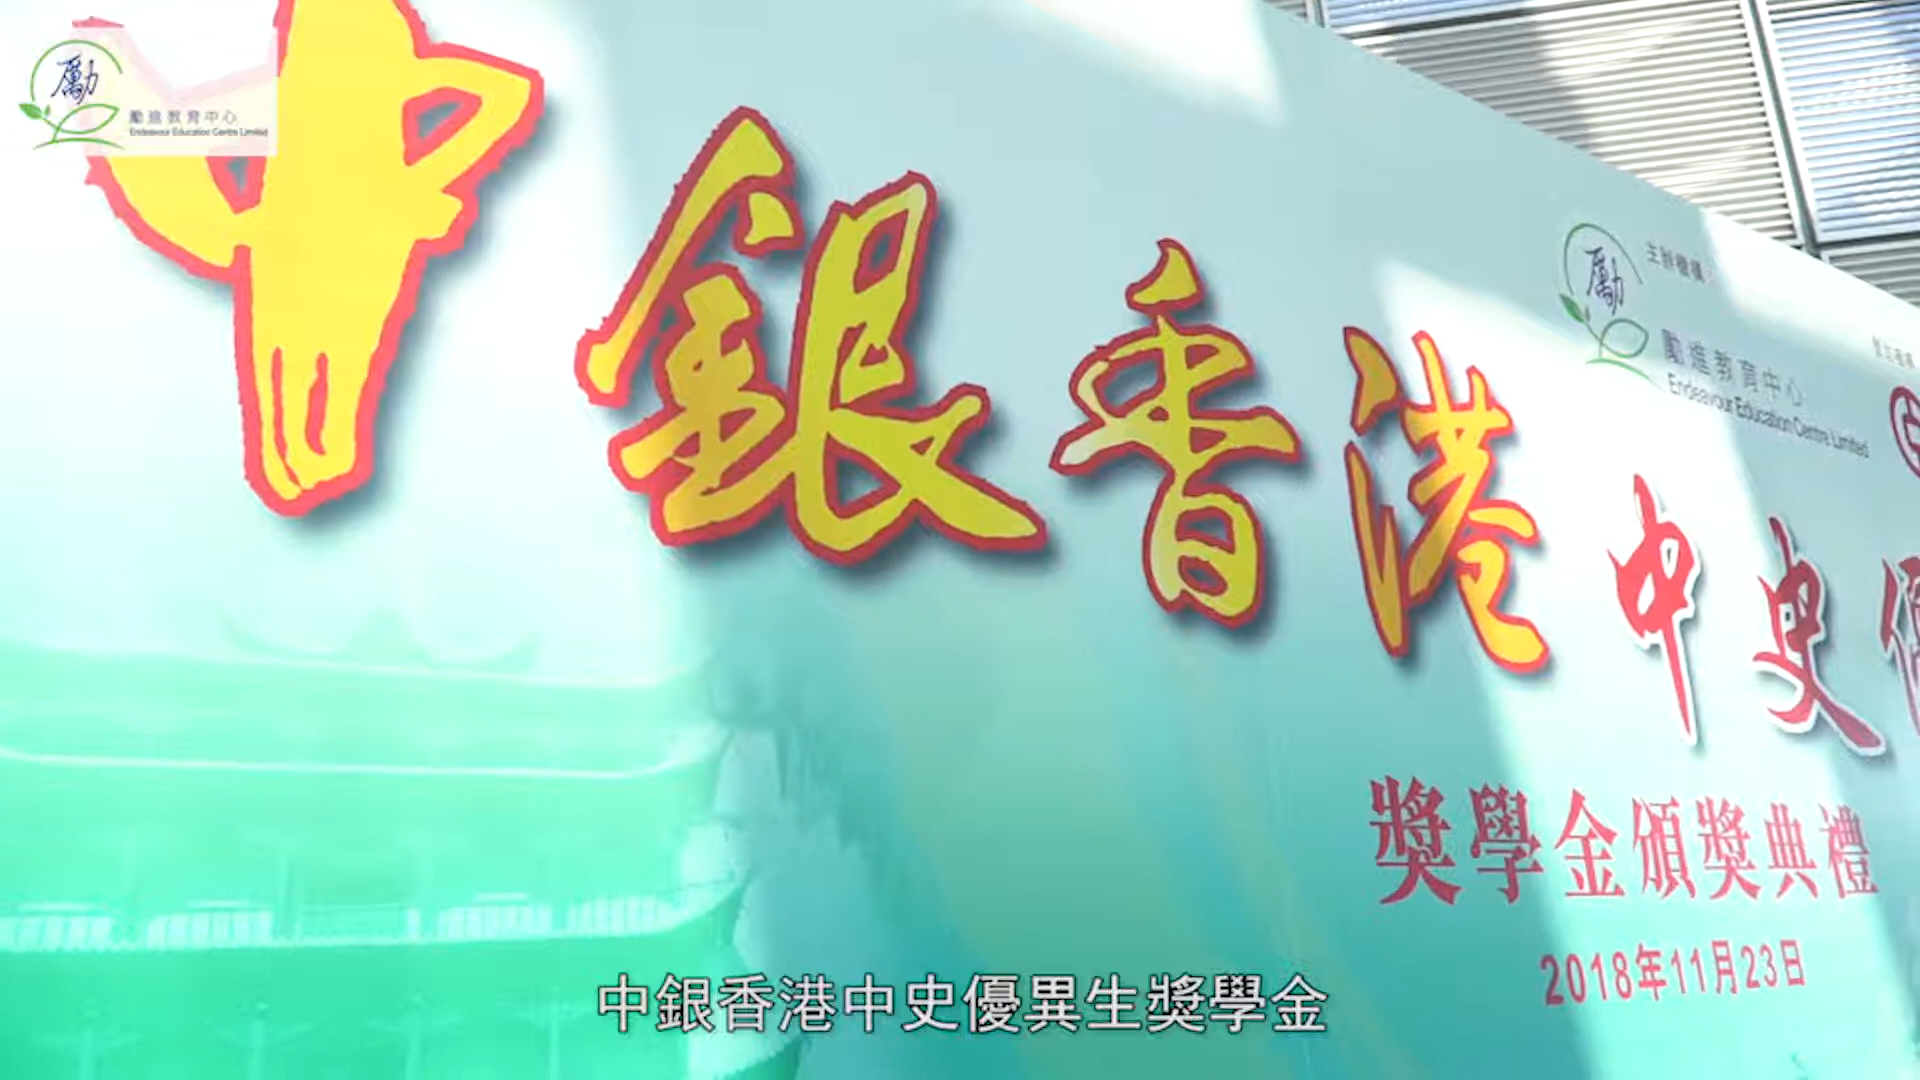 勵
勵進教育中心
Endeavour Education Centre Limited
中銀香港
中史
主辦機構
勵
勵進教育中心
Endeavour Education Centre Limited
獎學金頒獎典禮
2018年11月23日
中銀香港中史優異生獎學金